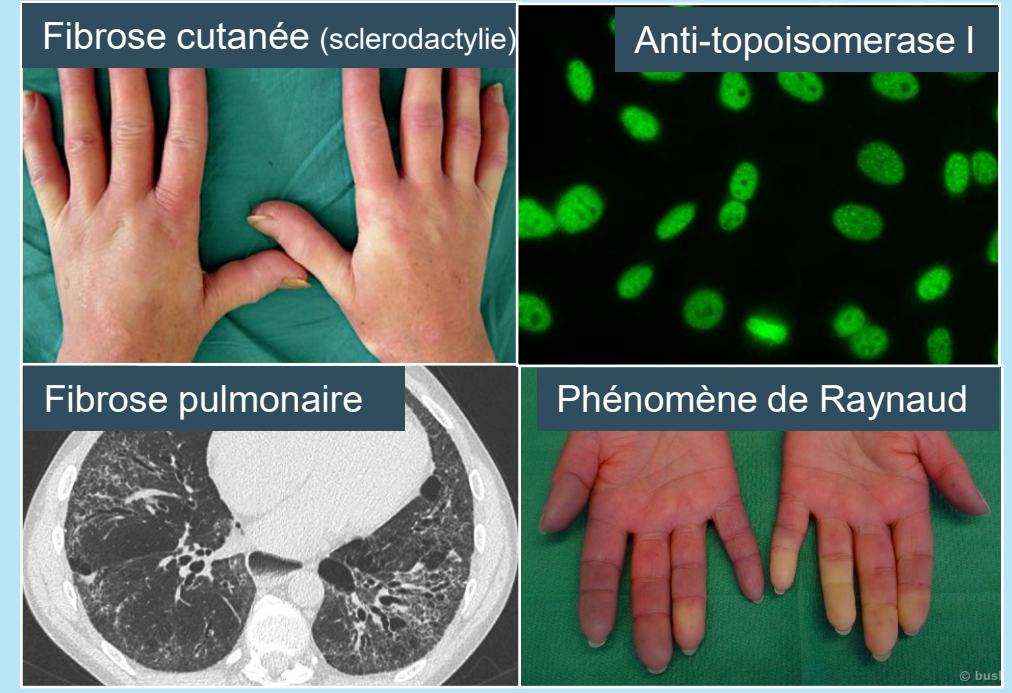 Fibrose cutanée (sclerodactylie)
Anti-topoisomerase I
Fibrose pulmonaire
Phénomène de Raynaud
©